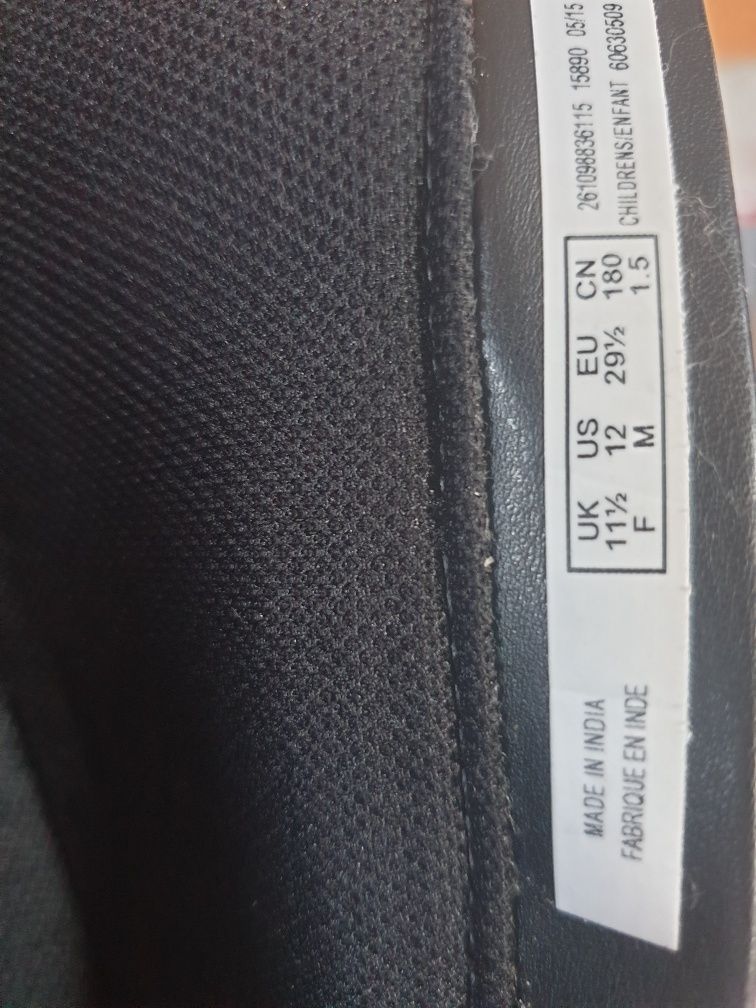 MADE IN INDIA
FABRIQUE EN INDE
UK US EU CN
11½ 12 29½ 180
F M 1.5
261098836115 15890 05/15
CHILDRENS/ENFANT 60630509